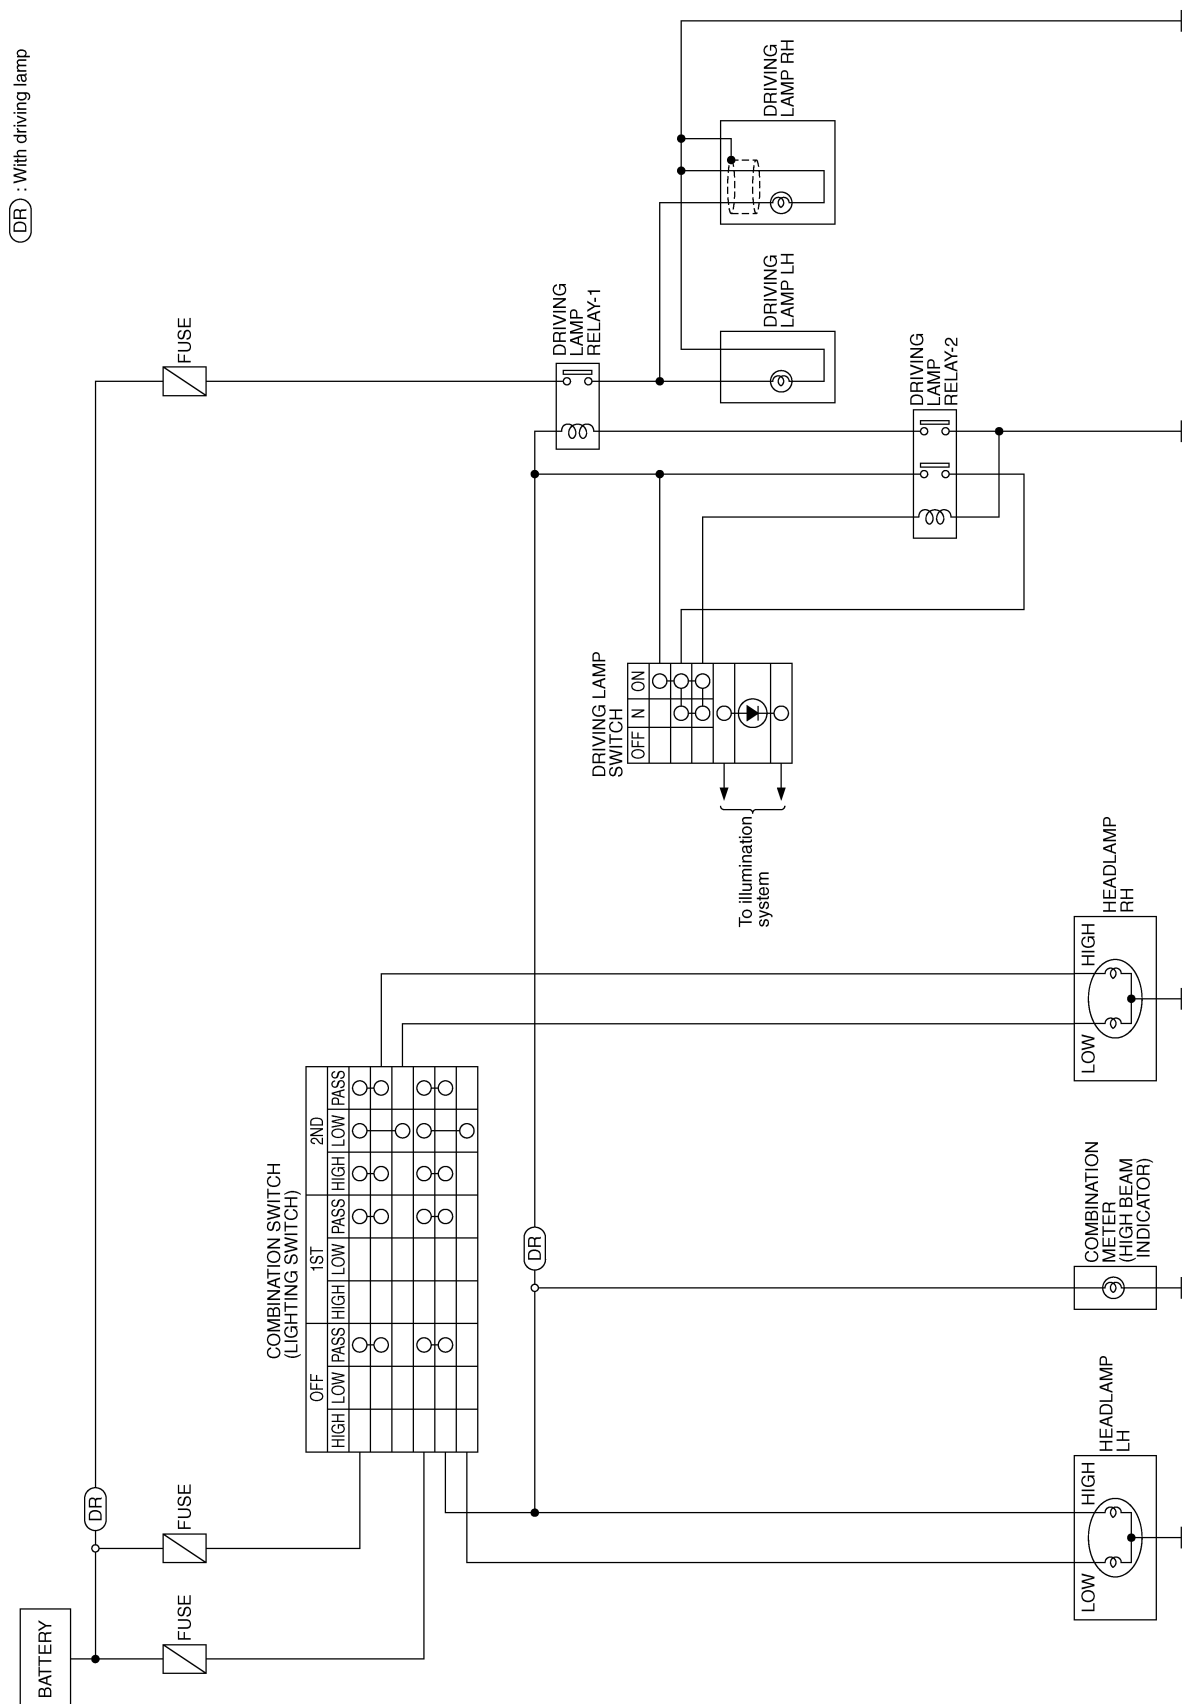 DR : With driving lamp
BATTERY
DR
FUSE
FUSE
FUSE
COMBINATION SWITCH
(LIGHTING SWITCH)
OFF 1ST 2ND
HIGH LOW PASS HIGH LOW PASS HIGH LOW PASS
DR
DRIVING
LAMP
RELAY-1
DRIVING LAMP
SWITCH
OFF N ON
To illumination
system
DRIVING
LAMP LH
DRIVING
LAMP RH
DRIVING
LAMP
RELAY-2
HEADLAMP
LH
LOW HIGH
COMBINATION
METER
(HIGH BEAM
INDICATOR)
HEADLAMP
RH
LOW HIGH